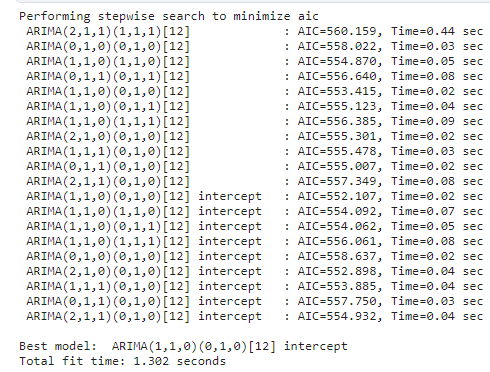 Performing stepwise search to minimize aic
 ARIMA(2,1,1)(1,1,1)[12]             : AIC=560.159, Time=0.44 sec
 ARIMA(0,1,0)(0,1,0)[12]             : AIC=558.022, Time=0.03 sec
 ARIMA(1,1,0)(1,1,0)[12]             : AIC=554.870, Time=0.05 sec
 ARIMA(0,1,1)(0,1,1)[12]             : AIC=556.640, Time=0.08 sec
 ARIMA(1,1,0)(0,1,0)[12]             : AIC=553.415, Time=0.02 sec
 ARIMA(1,1,0)(0,1,1)[12]             : AIC=555.123, Time=0.04 sec
 ARIMA(1,1,0)(1,1,1)[12]             : AIC=556.385, Time=0.09 sec
 ARIMA(2,1,0)(0,1,0)[12]             : AIC=555.301, Time=0.02 sec
 ARIMA(1,1,1)(0,1,0)[12]             : AIC=555.478, Time=0.03 sec
 ARIMA(0,1,1)(0,1,0)[12]             : AIC=555.007, Time=0.02 sec
 ARIMA(2,1,1)(0,1,0)[12]             : AIC=557.349, Time=0.08 sec
 ARIMA(1,1,0)(0,1,0)[12] intercept   : AIC=552.107, Time=0.02 sec
 ARIMA(1,1,0)(1,1,0)[12] intercept   : AIC=554.092, Time=0.07 sec
 ARIMA(1,1,0)(0,1,1)[12] intercept   : AIC=554.062, Time=0.05 sec
 ARIMA(1,1,0)(1,1,1)[12] intercept   : AIC=556.061, Time=0.08 sec
 ARIMA(0,1,0)(0,1,0)[12] intercept   : AIC=558.637, Time=0.02 sec
 ARIMA(2,1,0)(0,1,0)[12] intercept   : AIC=552.898, Time=0.04 sec
 ARIMA(1,1,1)(0,1,0)[12] intercept   : AIC=553.885, Time=0.04 sec
 ARIMA(0,1,1)(0,1,0)[12] intercept   : AIC=557.750, Time=0.03 sec
 ARIMA(2,1,1)(0,1,0)[12] intercept   : AIC=554.932, Time=0.04 sec

Best model:  ARIMA(1,1,0)(0,1,0)[12] intercept
Total fit time: 1.302 seconds